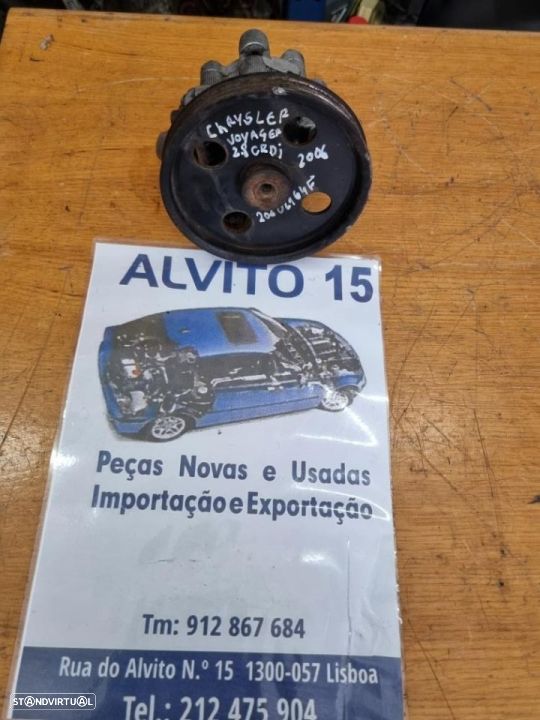 CHRYSLER
VOYAGER
2.8 CRDi
2006
ALVITO 15
Peças Novas e Usadas
Importação e Exportação
Tm: 912 867 684
Rua do Alvito N.º 15 1300-057 Lisboa
Tel.: 212 475 904
STANDVIRTUAL